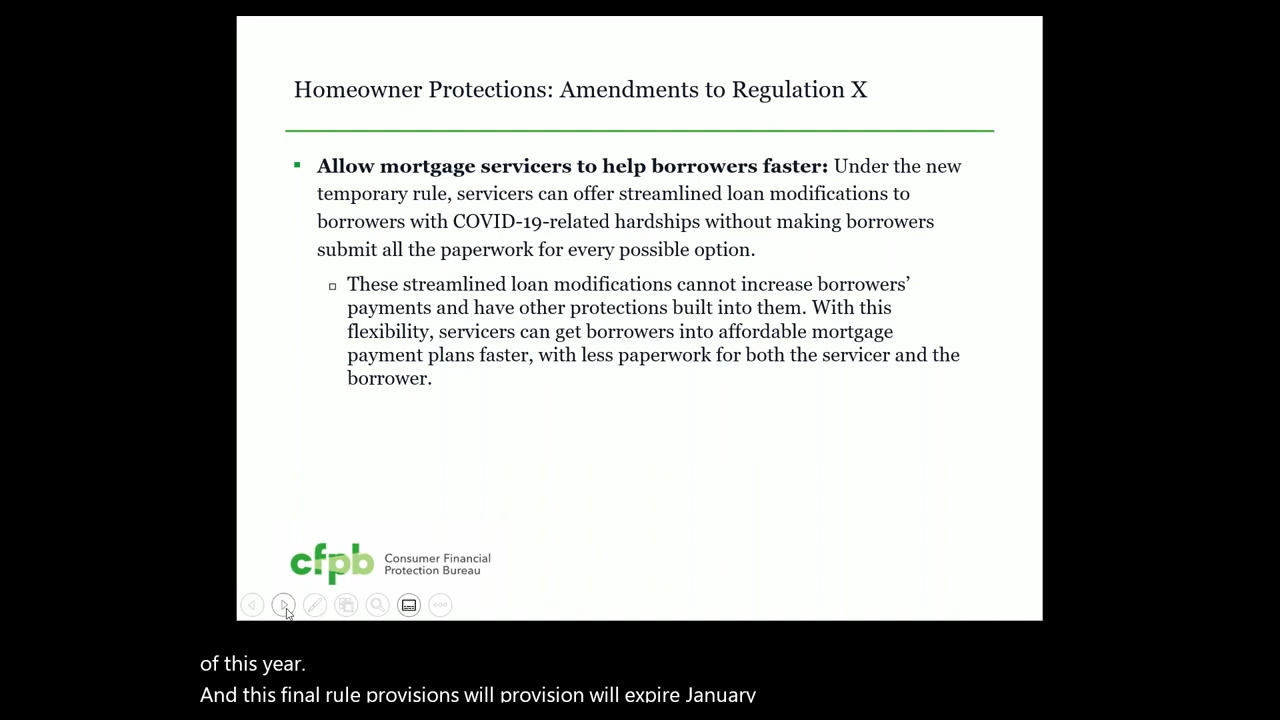 Homeowner Protections: Amendments to Regulation X
Allow mortgage servicers to help borrowers faster: Under the new
temporary rule, servicers can offer streamlined loan modifications to
borrowers with COVID-19-related hardships without making borrowers
submit all the paperwork for every possible option.
These streamlined loan modifications cannot increase borrowers’
payments and have other protections built into them. With this
flexibility, servicers can get borrowers into affordable mortgage
payment plans faster, with less paperwork for both the servicer and the
borrower.
cfpb
Consumer Financial
Protection Bureau
of this year.
And this final rule provisions will provision will expire January